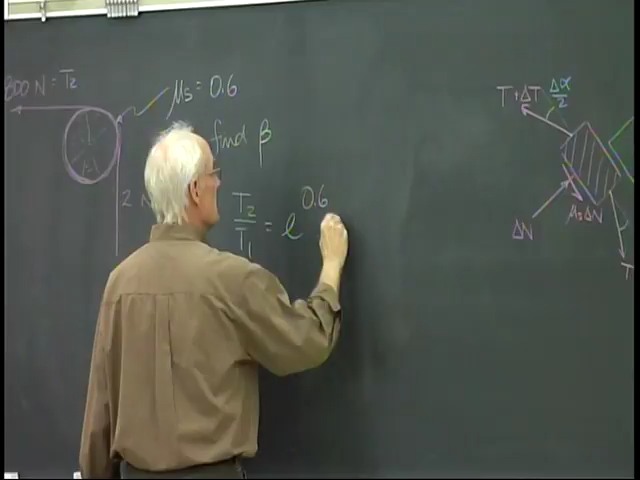 800 N = T₂
μs = 0.6
find β
2 N
T₂/T₁ = e^0.6
T + ΔT
Δα/2
ΔN
μsΔN
T